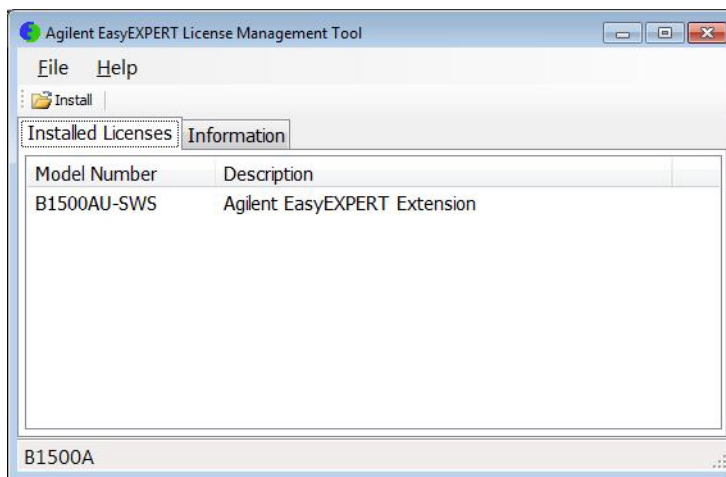 Agilent EasyEXPERT License Management Tool
File Help
Install
Installed Licenses Information
Model Number Description
B1500AU-SWS Agilent EasyEXPERT Extension
B1500A